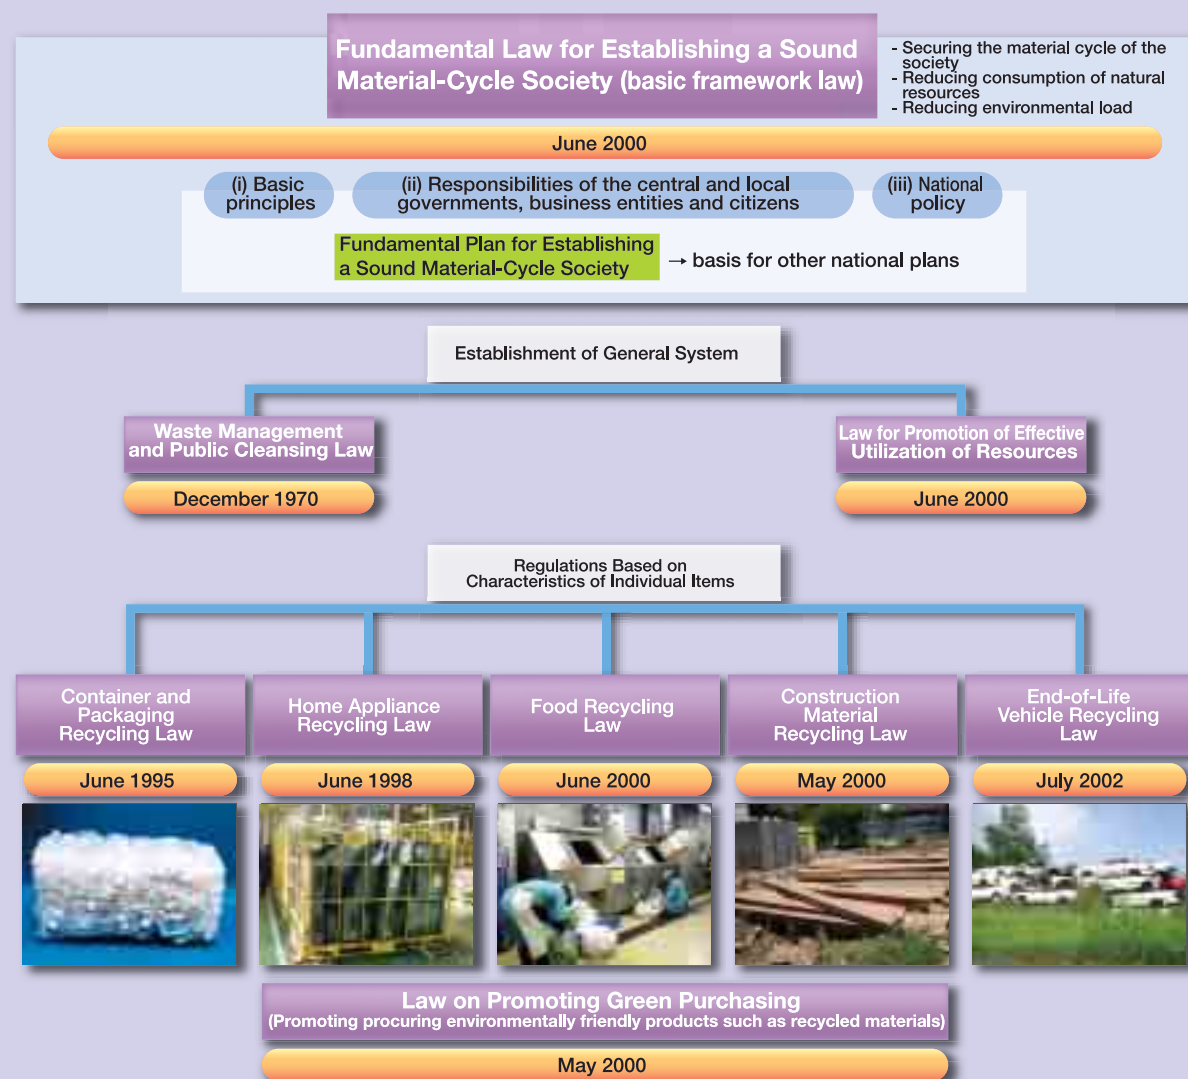 Fundamental Law for Establishing a Sound
Material-Cycle Society (basic framework law)
- Securing the material cycle of the
society
- Reducing consumption of natural
resources
- Reducing environmental load
June 2000
(i) Basic
principles
(ii) Responsibilities of the central and local
governments, business entities and citizens
(iii) National
policy
Fundamental Plan for Establishing
a Sound Material-Cycle Society
→ basis for other national plans
Establishment of General System
Waste Management
and Public Cleansing Law
December 1970
Law for Promotion of Effective
Utilization of Resources
June 2000
Regulations Based on
Characteristics of Individual Items
Container and
Packaging
Recycling Law
June 1995
Home Appliance
Recycling Law
June 1998
Food Recycling
Law
June 2000
Construction
Material
Recycling Law
May 2000
End-of-Life
Vehicle Recycling
Law
July 2002
Law on Promoting Green Purchasing
(Promoting procuring environmentally friendly products such as recycled materials)
May 2000